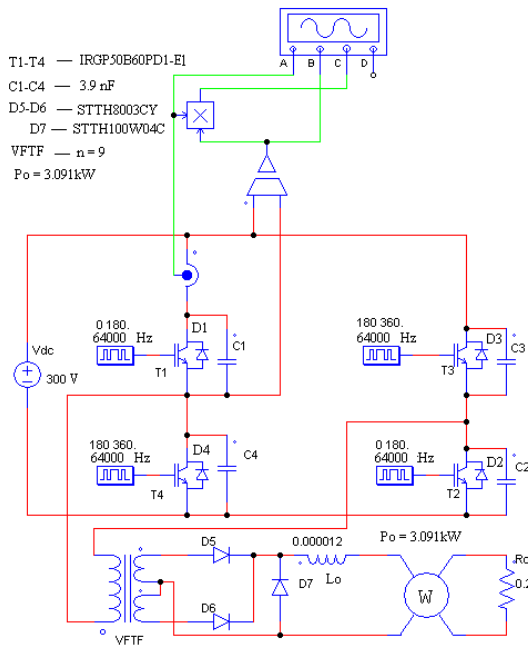 T1-T4 — IRGP50B60PD1-El
C1-C4 — 3.9 nF
D5-D6 — STTH8003CY
D7 — STTH100W04C
VFTF — n = 9
Po = 3.091kW
A B C D
Vdc
300 V
0 180.
64000 Hz
T1
D1
C1
180 360.
64000 Hz
T3
D3
C3
180 360.
64000 Hz
T4
D4
C4
0 180.
64000 Hz
T2
D2
C2
VFTF
D5
D6
D7
0.000012
Lo
Po = 3.091kW
W